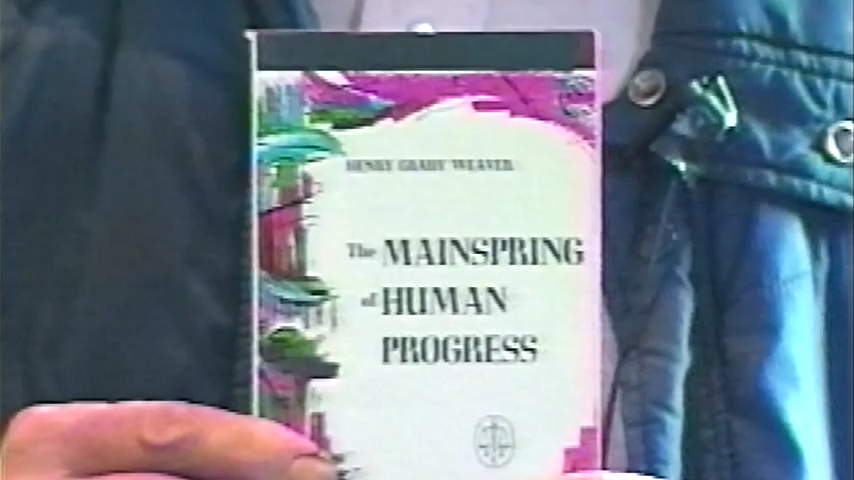 HENRY GRADY WEAVER
The MAINSPRING
of HUMAN
PROGRESS